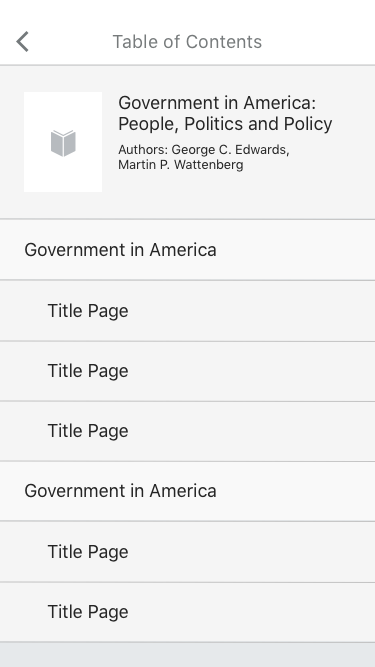 Table of Contents
Government in America:
People, Politics and Policy
Authors: George C. Edwards,
Martin P. Wattenberg
Government in America
Title Page
Title Page
Title Page
Government in America
Title Page
Title Page